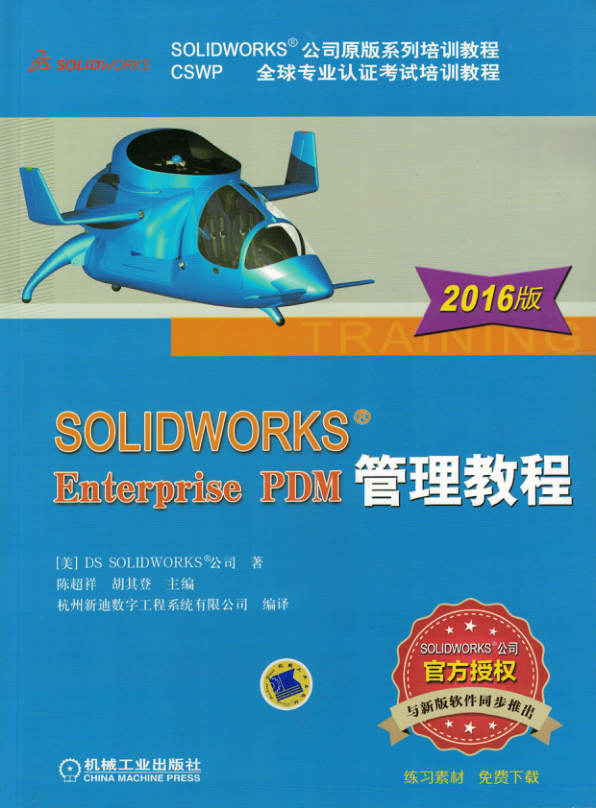 SOLIDWORKS
SOLIDWORKS®公司原版系列培训教程
CSWP 全球专业认证考试培训教程
2016版
TRAINING
SOLIDWORKS®
Enterprise PDM 管理教程
[美] DS SOLIDWORKS®公司 著
陈超祥 胡其登 主编
杭州新迪数字工程系统有限公司 编译
SOLIDWORKS®公司
官方授权
与新版软件同步推出
机械工业出版社
CHINA MACHINE PRESS
练习素材 免费下载